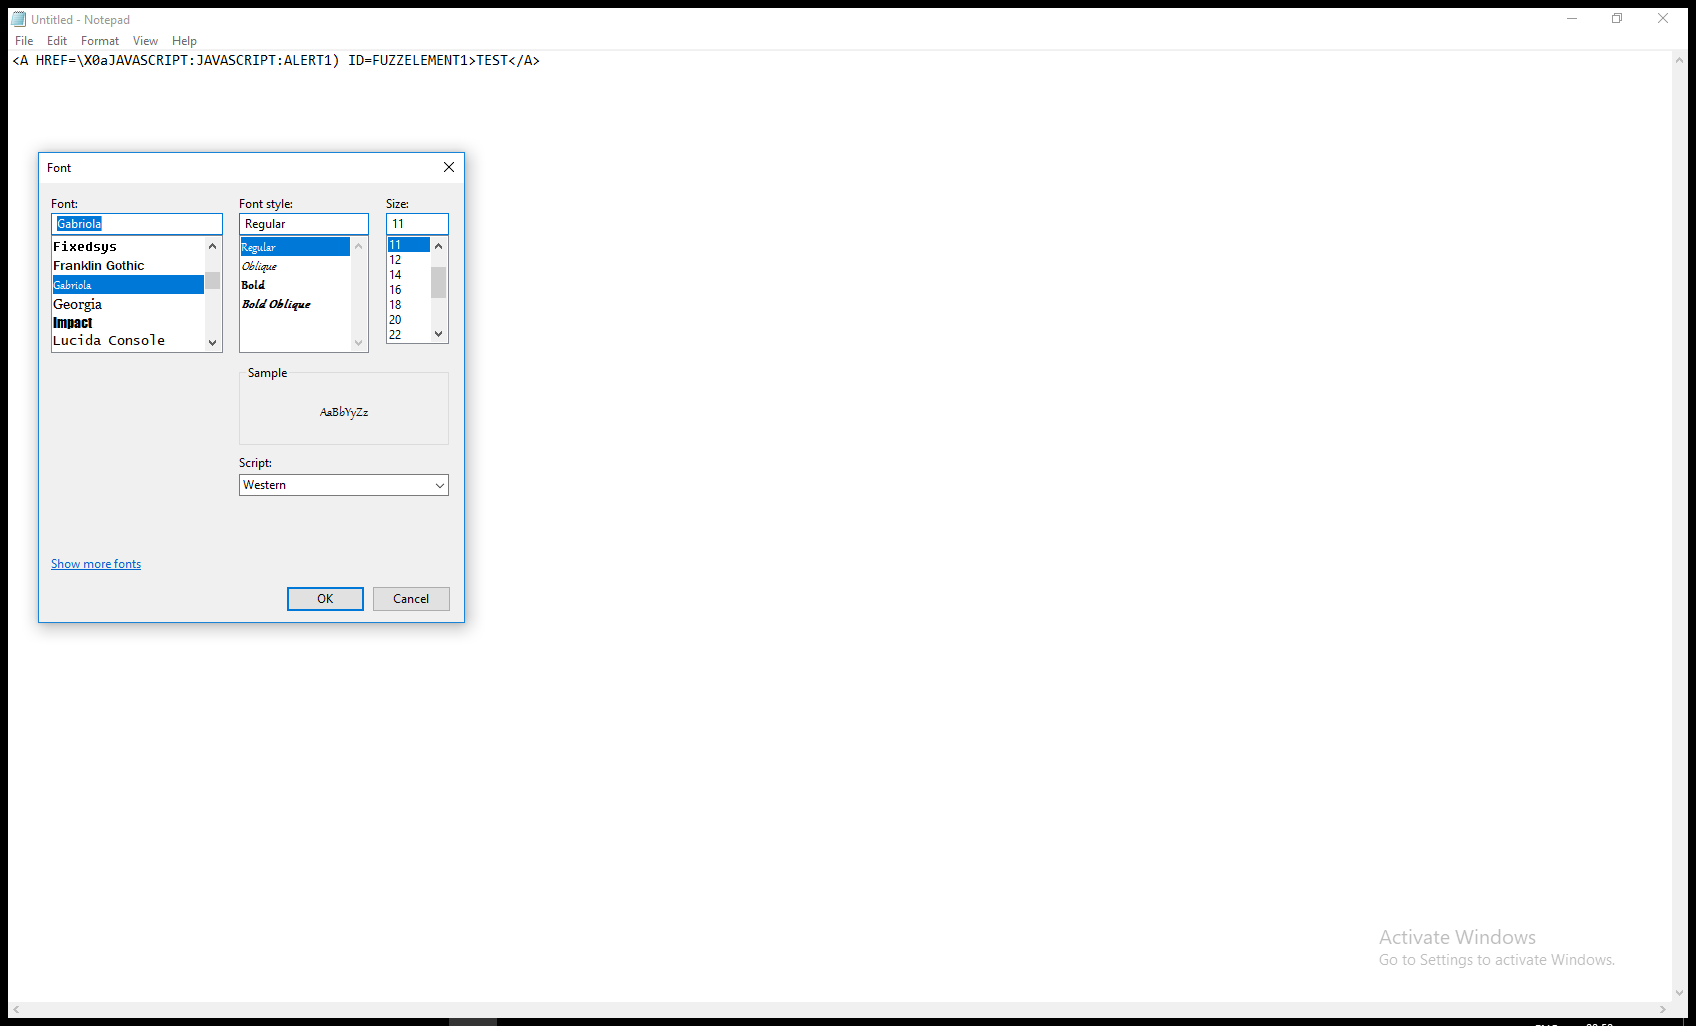 Untitled - Notepad
File Edit Format View Help
<A HREF=\X0aJAVASCRIPT:JAVASCRIPT:ALERT1) ID=FUZZELEMENT1>TEST</A>
Font
Font: Font style: Size:
Gabriola Regular 11
Fixedsys Regular 11
Franklin Gothic Oblique 12
Gabriola Bold 14
Georgia Bold Oblique 16
Impact 18
Lucida Console 20
22
Sample
AaBbYyZz
Script:
Western
Show more fonts
OK Cancel
Activate Windows
Go to Settings to activate Windows.